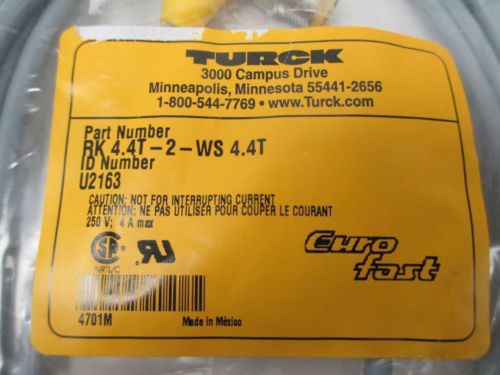 TURCK
3000 Campus Drive
Minneapolis, Minnesota 55441-2656
1-800-544-7769 • www.Turck.com
Part Number
RK 4.4T-2-WS 4.4T
ID Number
U2163
CAUTION: NOT FOR INTERRUPTING CURRENT
ATTENTION: NE PAS UTILISER POUR COUPER LE COURANT
250 V; 4 A max
NRTL/C
Euro
fast
4701M
Made in México